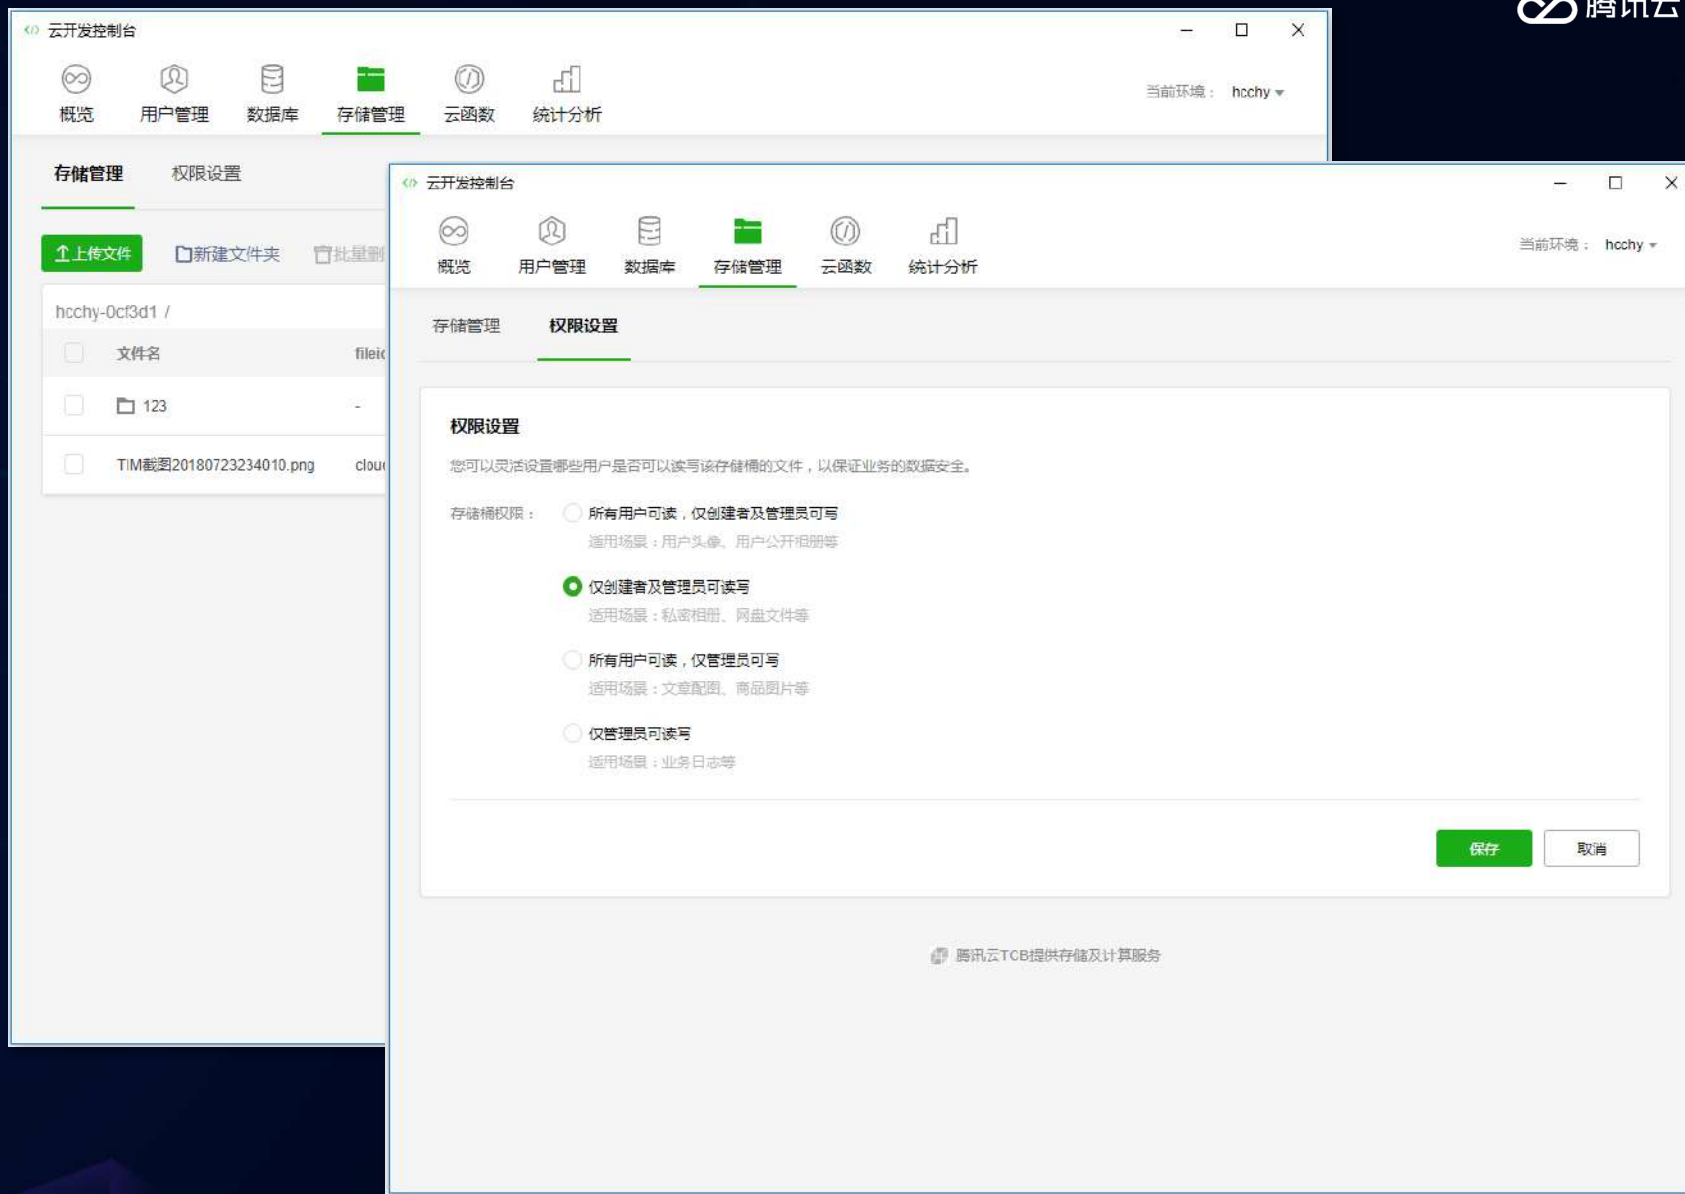 腾讯云
云开发控制台
概览 用户管理 数据库 存储管理 云函数 统计分析
当前环境： hcchy
存储管理 权限设置
上传文件 新建文件夹 批量删
hcchy-0cf3d1 /
文件名 fileic
123 -
TIM截图20180723234010.png clou
云开发控制台
概览 用户管理 数据库 存储管理 云函数 统计分析
当前环境： hcchy
存储管理 权限设置
权限设置
您可以灵活设置哪些用户是否可以读写该存储桶的文件，以保证业务的数据安全。
存储桶权限： 所有用户可读，仅创建者及管理员可写
适用场景：用户头像、用户公开相册等
仅创建者及管理员可读写
适用场景：私密相册、网盘文件等
所有用户可读，仅管理员可写
适用场景：文章配图、商品图片等
仅管理员可读写
适用场景：业务日志等
保存 取消
腾讯云TCB提供存储及计算服务